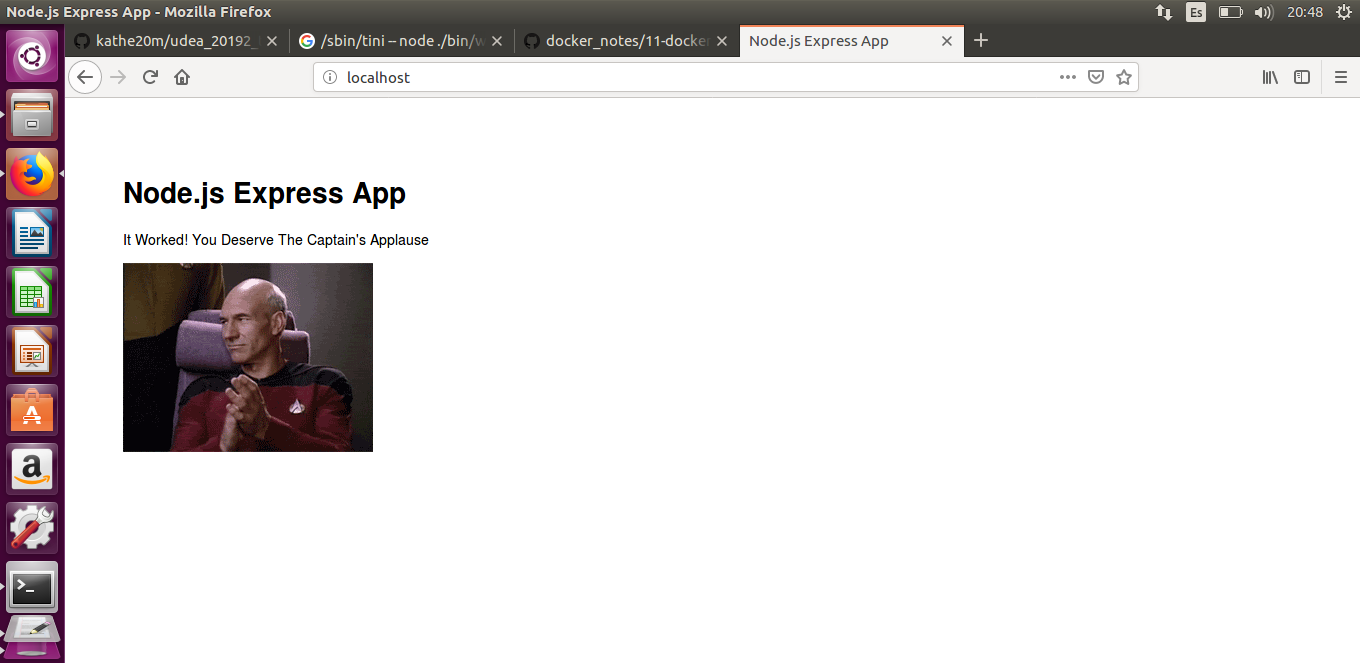 Node.js Express App - Mozilla Firefox
Es
20:48
kathe20m/udea_20192_
/sbin/tini -- node ./bin/w
docker_notes/11-docker
Node.js Express App
localhost
Node.js Express App
It Worked! You Deserve The Captain's Applause